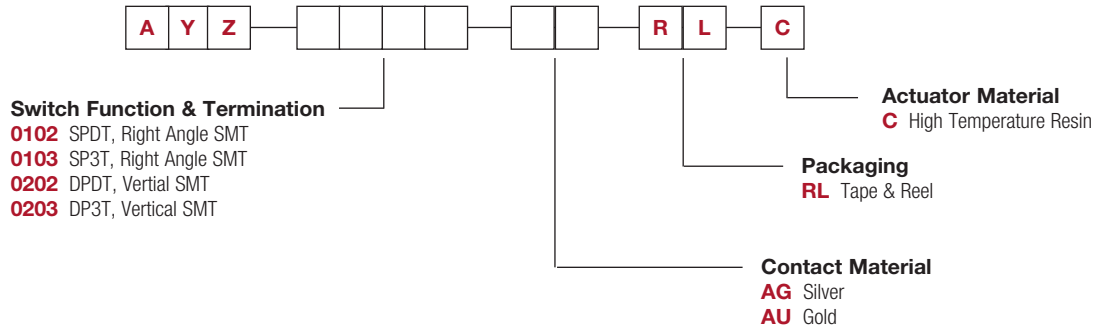 A Y Z R L C
Switch Function & Termination
0102 SPDT, Right Angle SMT
0103 SP3T, Right Angle SMT
0202 DPDT, Vertial SMT
0203 DP3T, Vertical SMT
Actuator Material
C High Temperature Resin
Packaging
RL Tape & Reel
Contact Material
AG Silver
AU Gold